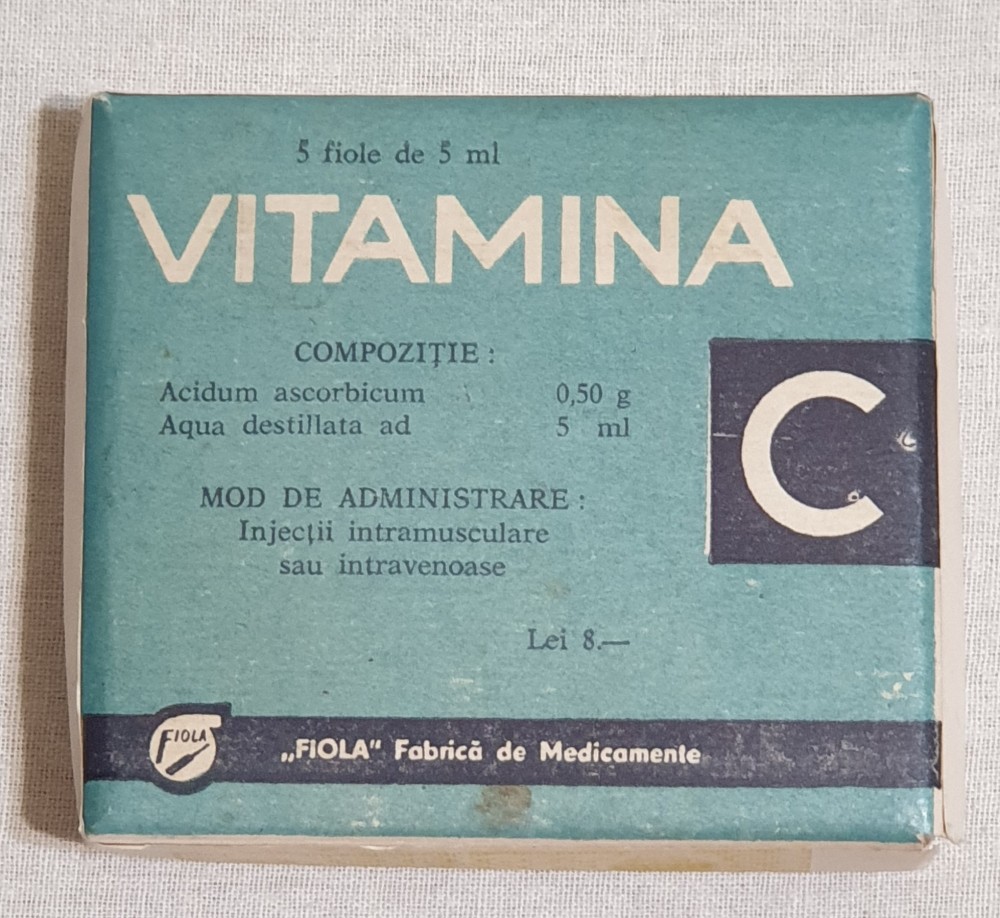 5 fiole de 5 ml
VITAMINA
C
COMPOZIȚIE :
Acidum ascorbicum 0,50 g
Aqua destillata ad 5 ml
MOD DE ADMINISTRARE :
Injecții intramusculare
sau intravenoase
Lei 8.—
FIOLA
„FIOLA" Fabrică de Medicamente